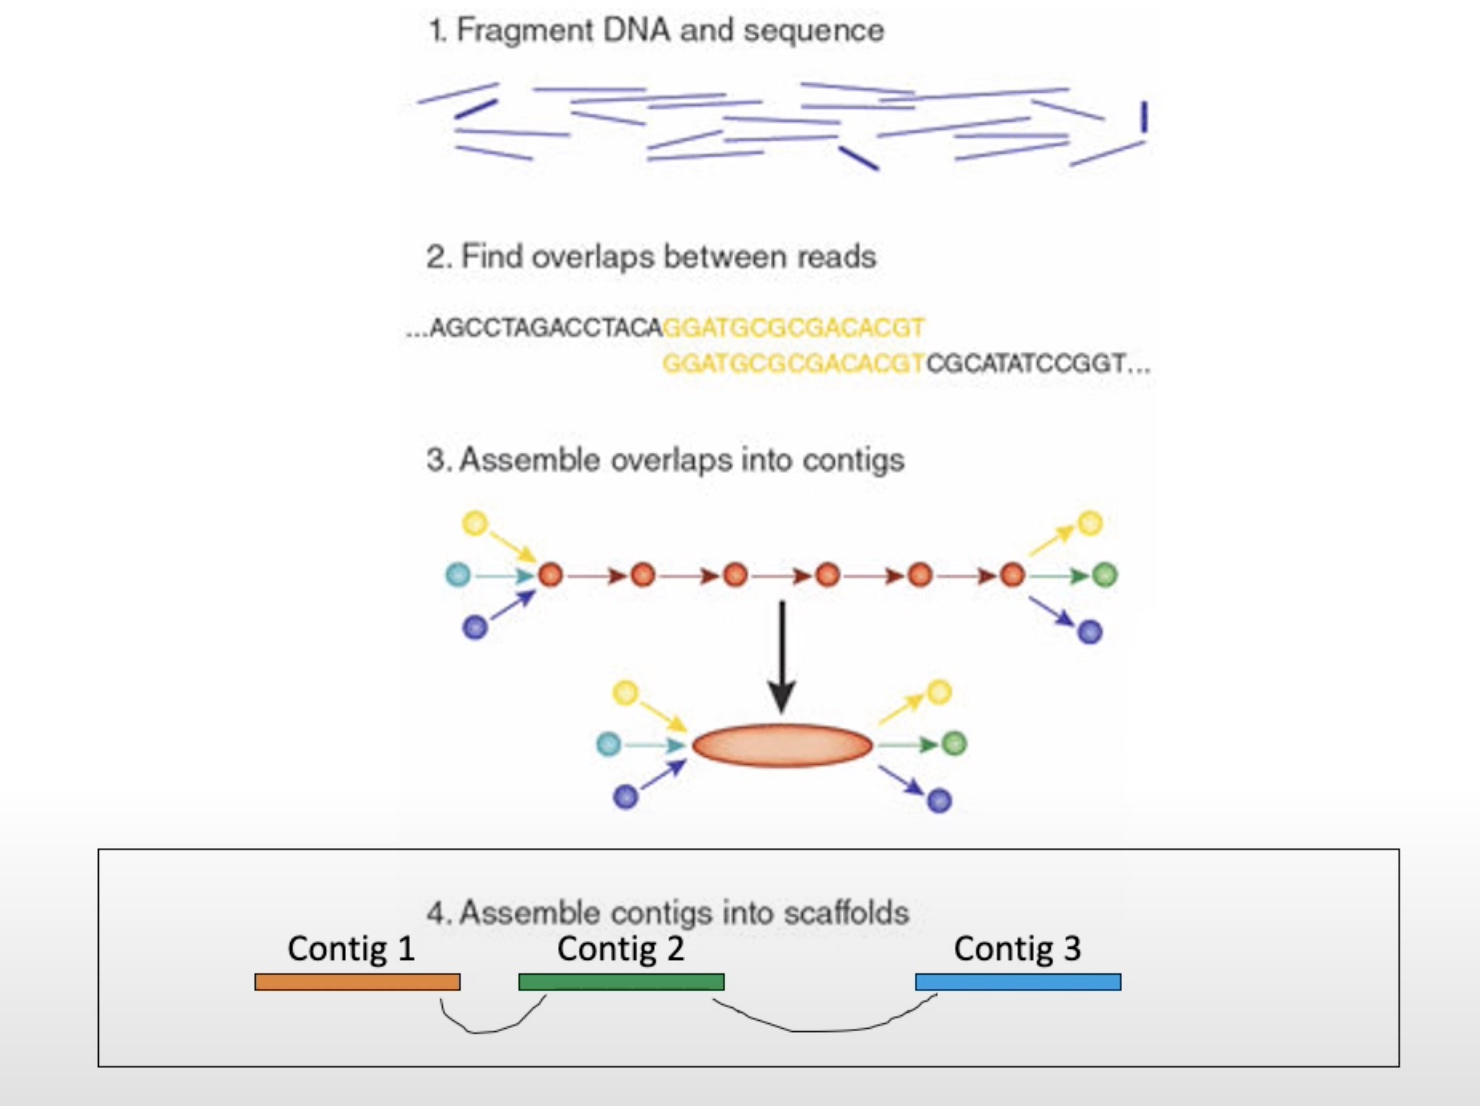 1. Fragment DNA and sequence
2. Find overlaps between reads
...AGCCTAGACCTACAGGATGCGCGACACGT
GGATGCGCGACACGTCGCATATCCGGT...
3. Assemble overlaps into contigs
4. Assemble contigs into scaffolds
Contig 1 Contig 2 Contig 3